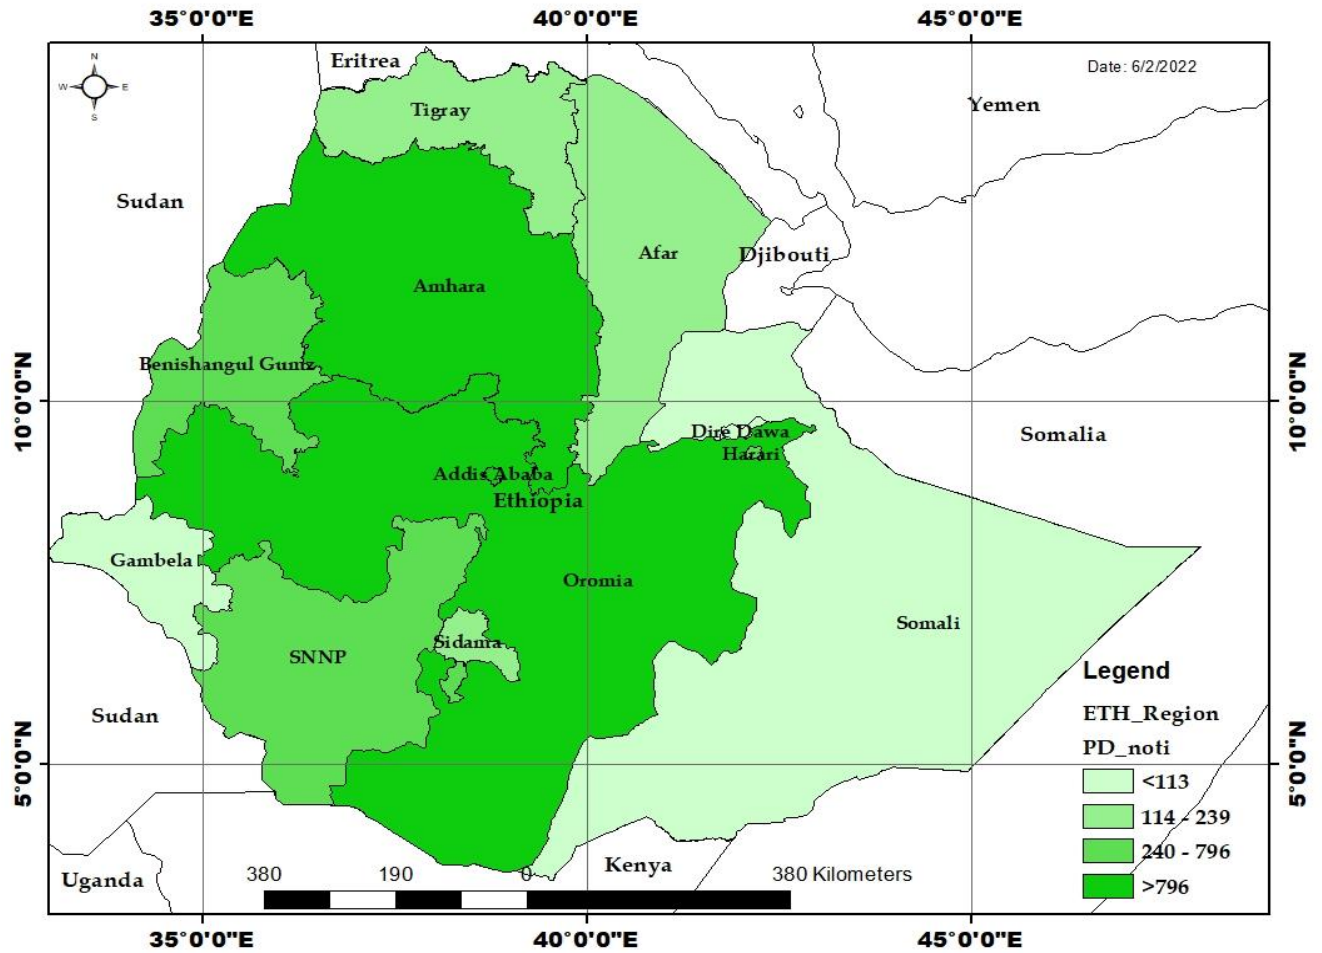 35°0'0"E 40°0'0"E 45°0'0"E
N
W E
S
Date: 6/2/2022
Eritrea
Tigray
Yemen
Sudan
Afar
Djibouti
Amhara
Benishangul Gumz
10°0'0"N 10°0'0"N
Dire Dawa
Harari
Somalia
Addis Ababa
Ethiopia
Gambela
Oromia
Somali
Sidama
SNNP
Sudan
Legend
ETH_Region
PD_noti
<113
114 - 239
240 - 796
>796
5°0'0"N 5°0'0"N
Uganda
Kenya
380 190 0 380 Kilometers
35°0'0"E 40°0'0"E 45°0'0"E